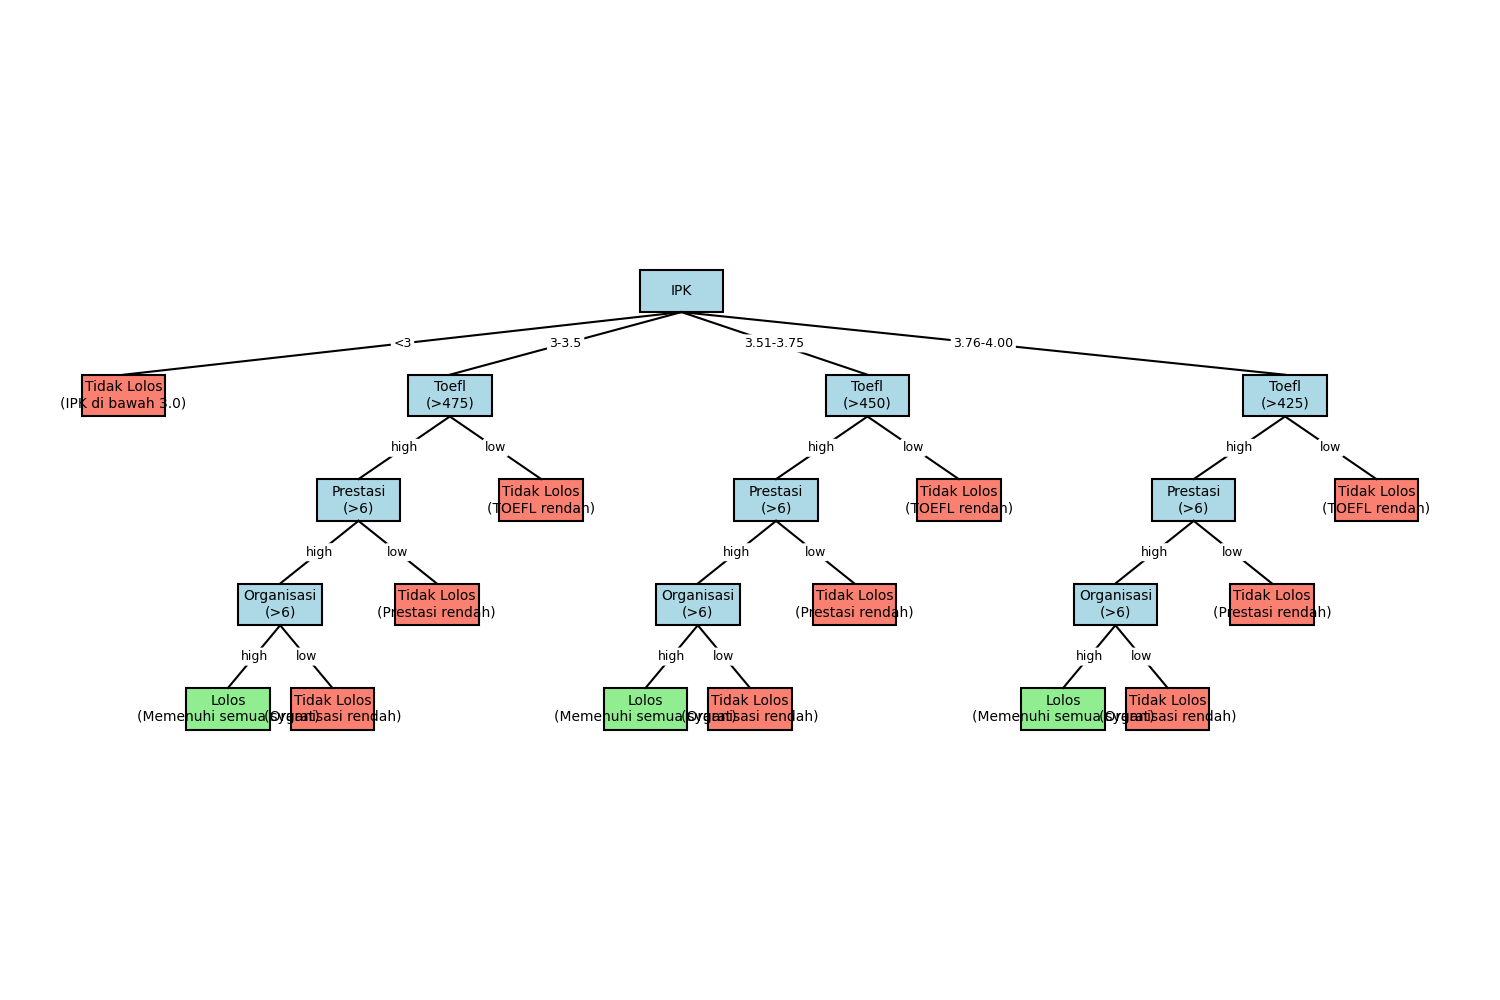 IPK
<3
3-3.5
3.51-3.75
3.76-4.00
Tidak Lolos
(IPK di bawah 3.0)
Toefl
(>475)
Toefl
(>450)
Toefl
(>425)
high
low
high
low
high
low
Prestasi
(>6)
Tidak Lolos
(TOEFL rendah)
Prestasi
(>6)
Tidak Lolos
(TOEFL rendah)
Prestasi
(>6)
Tidak Lolos
(TOEFL rendah)
high
low
high
low
high
low
Organisasi
(>6)
Tidak Lolos
(Prestasi rendah)
Organisasi
(>6)
Tidak Lolos
(Prestasi rendah)
Organisasi
(>6)
Tidak Lolos
(Prestasi rendah)
high
low
high
low
high
low
Lolos
(Memenuhi semua syarat)
Tidak Lolos
(Organisasi rendah)
Lolos
(Memenuhi semua syarat)
Tidak Lolos
(Organisasi rendah)
Lolos
(Memenuhi semua syarat)
Tidak Lolos
(Organisasi rendah)